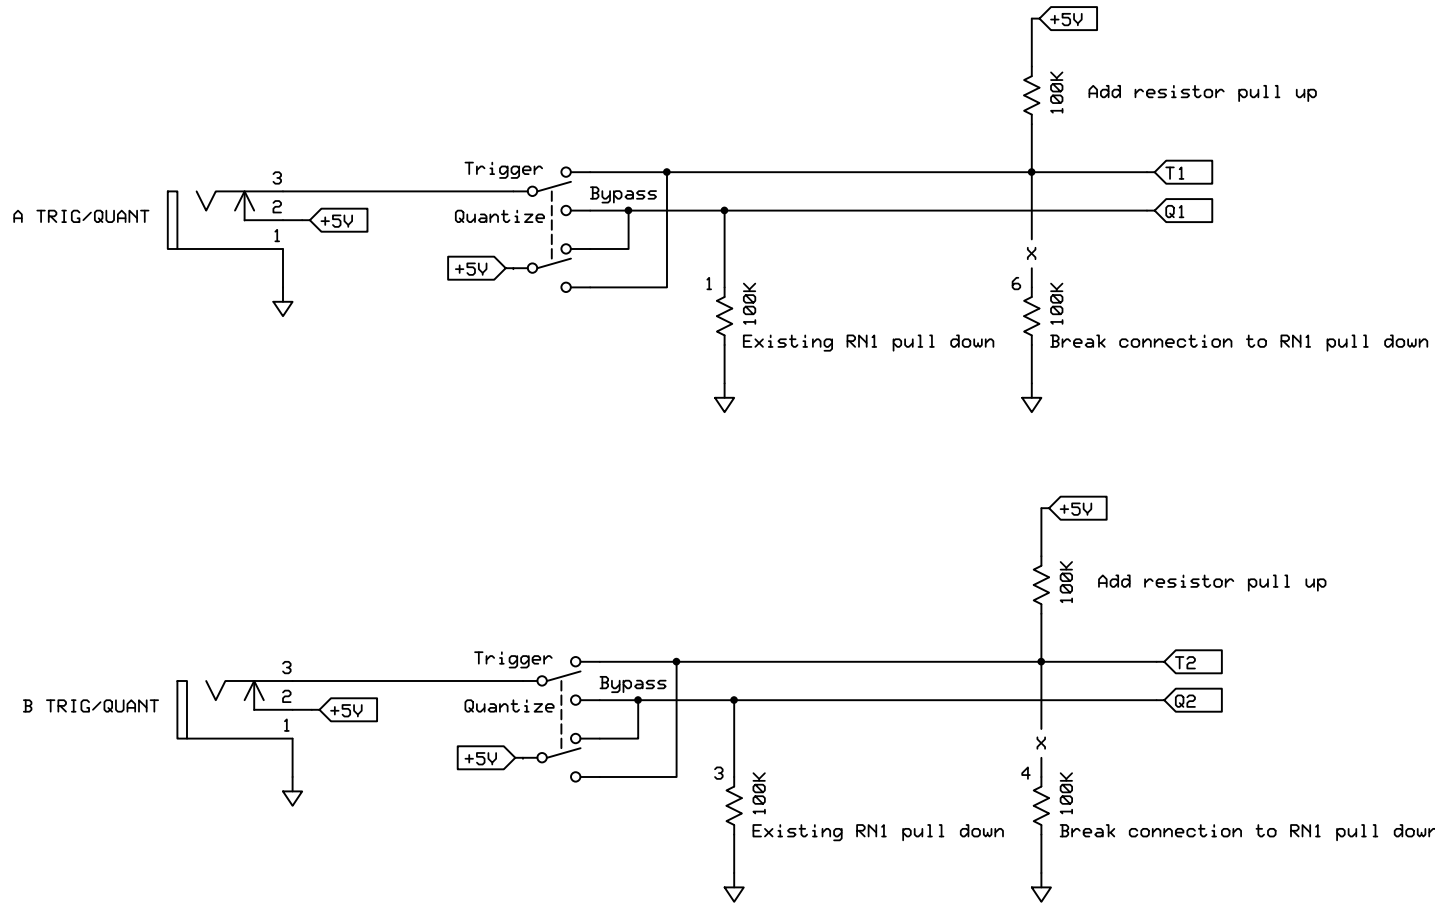 +5V
100K
Add resistor pull up
Trigger
T1
3
Bypass
A TRIG/QUANT
2
+5V
Quantize
Q1
1
+5V
x
1
100K
6
100K
Existing RN1 pull down
Break connection to RN1 pull down
+5V
100K
Add resistor pull up
Trigger
T2
3
Bypass
B TRIG/QUANT
2
+5V
Quantize
Q2
1
+5V
x
3
100K
4
100K
Existing RN1 pull down
Break connection to RN1 pull down